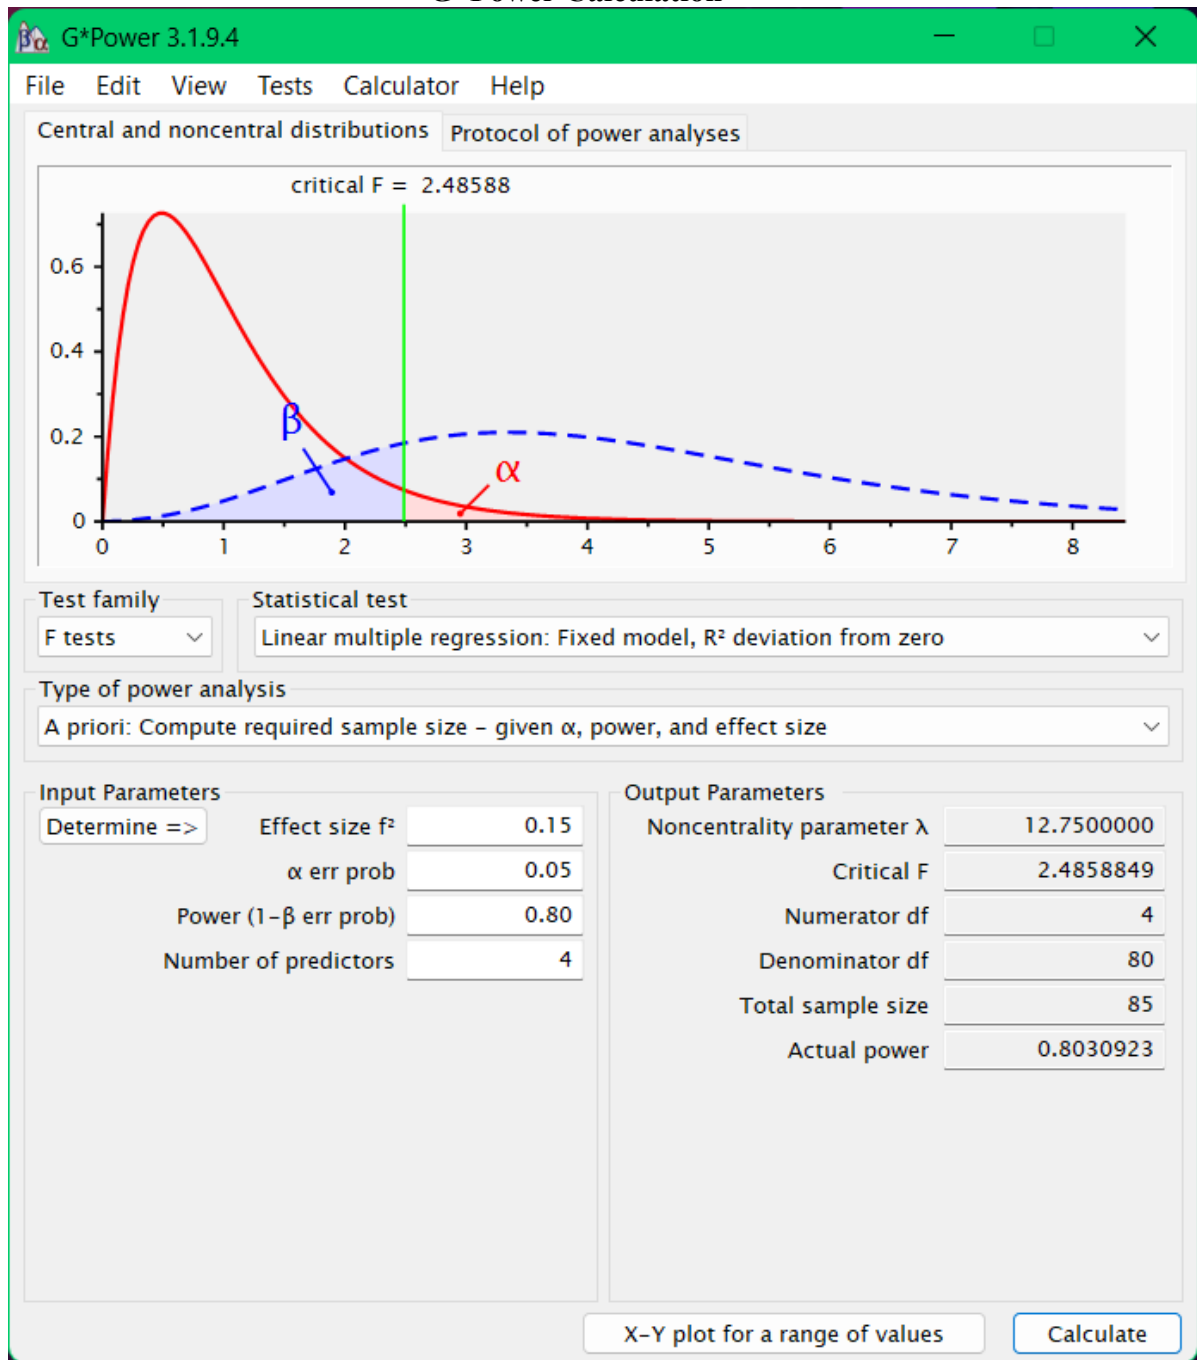 G*Power 3.1.9.4
File Edit View Tests Calculator Help
Central and noncentral distributions Protocol of power analyses
critical F = 2.48588
0.6
0.4
0.2
0
β
α
0 1 2 3 4 5 6 7 8
Test family Statistical test
F tests Linear multiple regression: Fixed model, R² deviation from zero
Type of power analysis
A priori: Compute required sample size – given α, power, and effect size
Input Parameters
Determine => Effect size f² 0.15
α err prob 0.05
Power (1–β err prob) 0.80
Number of predictors 4
Output Parameters
Noncentrality parameter λ 12.7500000
Critical F 2.4858849
Numerator df 4
Denominator df 80
Total sample size 85
Actual power 0.8030923
X–Y plot for a range of values Calculate